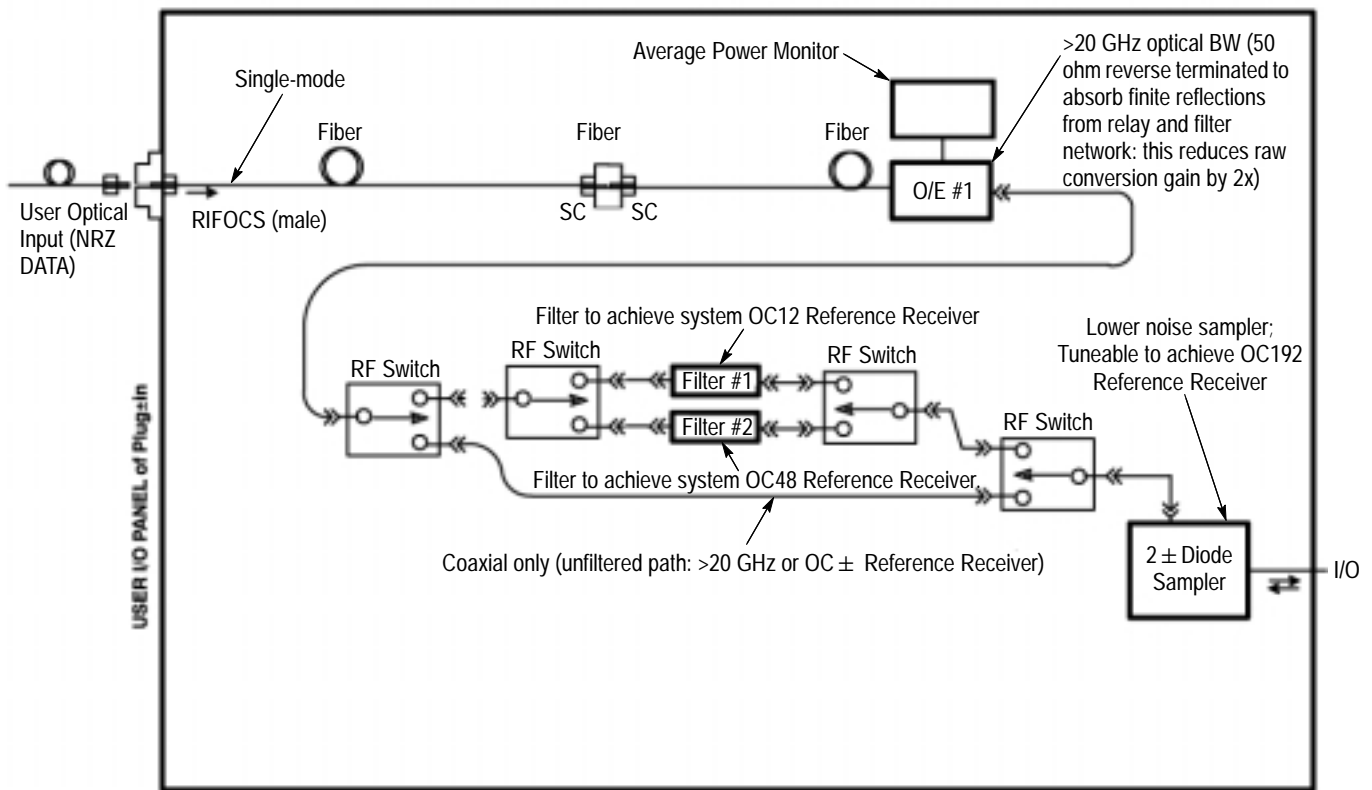 Average Power Monitor
>20 GHz optical BW (50
ohm reverse terminated to
absorb finite reflections
from relay and filter
network: this reduces raw
conversion gain by 2x)
Single-mode
Fiber
Fiber
Fiber
O/E #1
User Optical
Input (NRZ
DATA)
RIFOCS (male)
SC
SC
Filter to achieve system OC12 Reference Receiver
Lower noise sampler;
Tuneable to achieve OC192
Reference Receiver
RF Switch
RF Switch
Filter #1
RF Switch
Filter #2
RF Switch
Filter to achieve system OC48 Reference Receiver.
Coaxial only (unfiltered path: >20 GHz or OC ± Reference Receiver)
2 ± Diode
Sampler
I/O
USER I/O PANEL of Plug±In